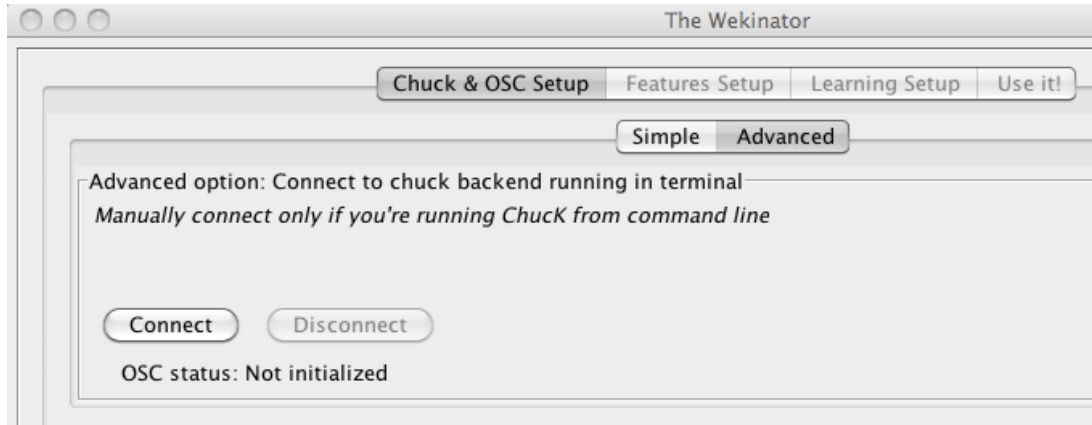 The Wekinator
Chuck & OSC Setup Features Setup Learning Setup Use it!
Simple Advanced
Advanced option: Connect to chuck backend running in terminal
Manually connect only if you're running ChucK from command line
Connect Disconnect
OSC status: Not initialized